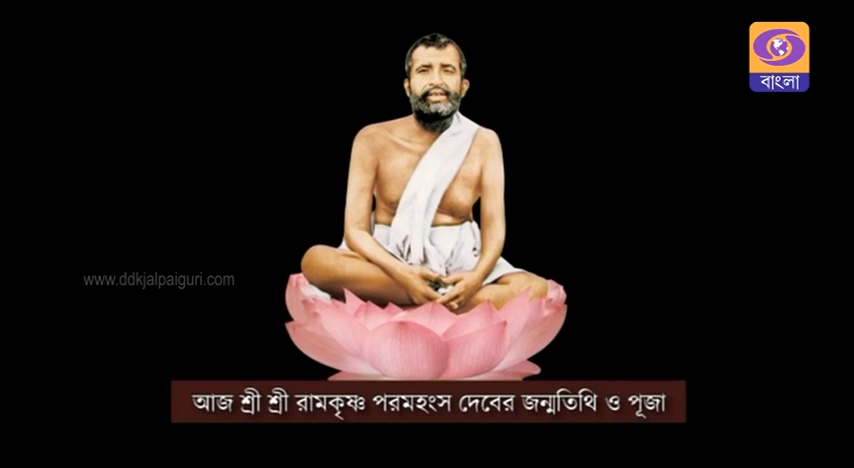 বাংলা
www.ddkjalpaiguri.com
আজ শ্রী শ্রী রামকৃষ্ণ পরমহংস দেবের জন্মতিথি ও পূজা